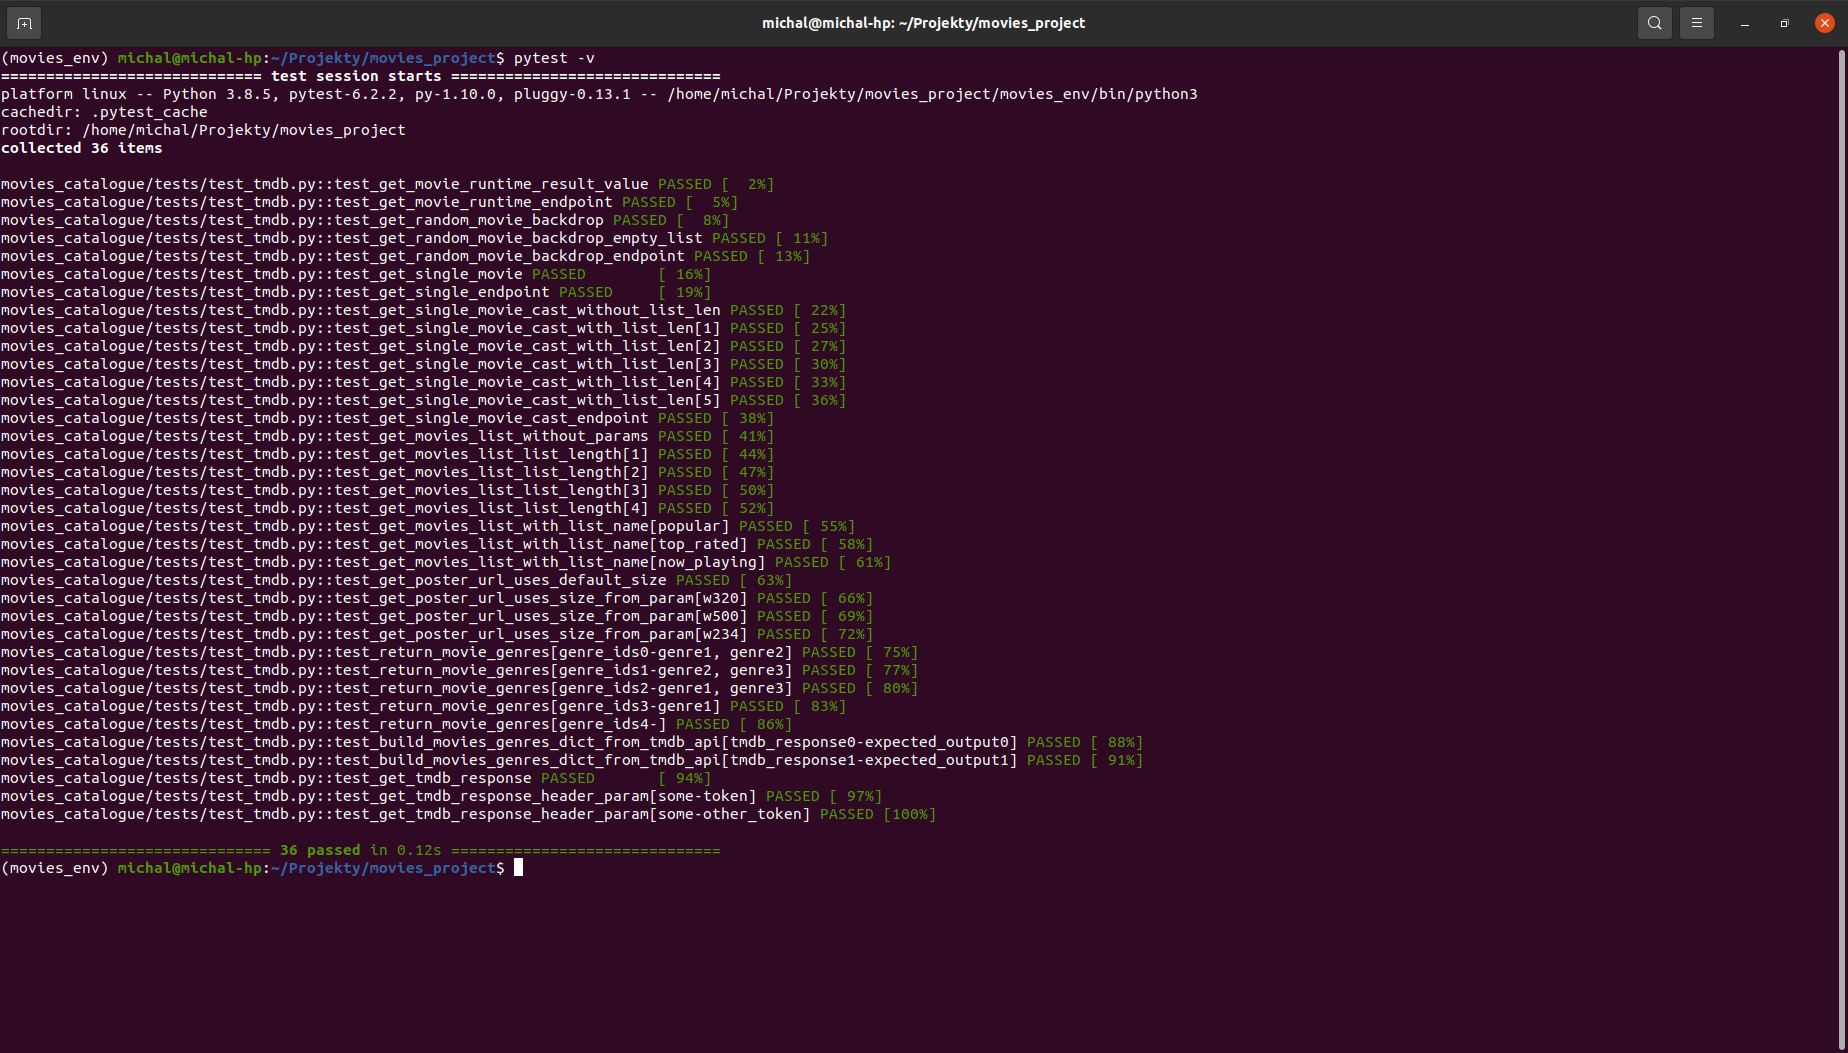 michal@michal-hp: ~/Projekty/movies_project
(movies_env) michal@michal-hp:~/Projekty/movies_project$ pytest -v
============================= test session starts ==============================
platform linux -- Python 3.8.5, pytest-6.2.2, py-1.10.0, pluggy-0.13.1 -- /home/michal/Projekty/movies_project/movies_env/bin/python3
cachedir: .pytest_cache
rootdir: /home/michal/Projekty/movies_project
collected 36 items
movies_catalogue/tests/test_tmdb.py::test_get_movie_runtime_result_value PASSED [  2%]
movies_catalogue/tests/test_tmdb.py::test_get_movie_runtime_endpoint PASSED [  5%]
movies_catalogue/tests/test_tmdb.py::test_get_random_movie_backdrop PASSED [  8%]
movies_catalogue/tests/test_tmdb.py::test_get_random_movie_backdrop_empty_list PASSED [ 11%]
movies_catalogue/tests/test_tmdb.py::test_get_random_movie_backdrop_endpoint PASSED [ 13%]
movies_catalogue/tests/test_tmdb.py::test_get_single_movie PASSED        [ 16%]
movies_catalogue/tests/test_tmdb.py::test_get_single_endpoint PASSED     [ 19%]
movies_catalogue/tests/test_tmdb.py::test_get_single_movie_cast_without_list_len PASSED [ 22%]
movies_catalogue/tests/test_tmdb.py::test_get_single_movie_cast_with_list_len[1] PASSED [ 25%]
movies_catalogue/tests/test_tmdb.py::test_get_single_movie_cast_with_list_len[2] PASSED [ 27%]
movies_catalogue/tests/test_tmdb.py::test_get_single_movie_cast_with_list_len[3] PASSED [ 30%]
movies_catalogue/tests/test_tmdb.py::test_get_single_movie_cast_with_list_len[4] PASSED [ 33%]
movies_catalogue/tests/test_tmdb.py::test_get_single_movie_cast_with_list_len[5] PASSED [ 36%]
movies_catalogue/tests/test_tmdb.py::test_get_single_movie_cast_endpoint PASSED [ 38%]
movies_catalogue/tests/test_tmdb.py::test_get_movies_list_without_params PASSED [ 41%]
movies_catalogue/tests/test_tmdb.py::test_get_movies_list_list_length[1] PASSED [ 44%]
movies_catalogue/tests/test_tmdb.py::test_get_movies_list_list_length[2] PASSED [ 47%]
movies_catalogue/tests/test_tmdb.py::test_get_movies_list_list_length[3] PASSED [ 50%]
movies_catalogue/tests/test_tmdb.py::test_get_movies_list_list_length[4] PASSED [ 52%]
movies_catalogue/tests/test_tmdb.py::test_get_movies_list_with_list_name[popular] PASSED [ 55%]
movies_catalogue/tests/test_tmdb.py::test_get_movies_list_with_list_name[top_rated] PASSED [ 58%]
movies_catalogue/tests/test_tmdb.py::test_get_movies_list_with_list_name[now_playing] PASSED [ 61%]
movies_catalogue/tests/test_tmdb.py::test_get_poster_url_uses_default_size PASSED [ 63%]
movies_catalogue/tests/test_tmdb.py::test_get_poster_url_uses_size_from_param[w320] PASSED [ 66%]
movies_catalogue/tests/test_tmdb.py::test_get_poster_url_uses_size_from_param[w500] PASSED [ 69%]
movies_catalogue/tests/test_tmdb.py::test_get_poster_url_uses_size_from_param[w234] PASSED [ 72%]
movies_catalogue/tests/test_tmdb.py::test_return_movie_genres[genre_ids0-genre1, genre2] PASSED [ 75%]
movies_catalogue/tests/test_tmdb.py::test_return_movie_genres[genre_ids1-genre2, genre3] PASSED [ 77%]
movies_catalogue/tests/test_tmdb.py::test_return_movie_genres[genre_ids2-genre1, genre3] PASSED [ 80%]
movies_catalogue/tests/test_tmdb.py::test_return_movie_genres[genre_ids3-genre1] PASSED [ 83%]
movies_catalogue/tests/test_tmdb.py::test_return_movie_genres[genre_ids4-] PASSED [ 86%]
movies_catalogue/tests/test_tmdb.py::test_build_movies_genres_dict_from_tmdb_api[tmdb_response0-expected_output0] PASSED [ 88%]
movies_catalogue/tests/test_tmdb.py::test_build_movies_genres_dict_from_tmdb_api[tmdb_response1-expected_output1] PASSED [ 91%]
movies_catalogue/tests/test_tmdb.py::test_get_tmdb_response PASSED       [ 94%]
movies_catalogue/tests/test_tmdb.py::test_get_tmdb_response_header_param[some-token] PASSED [ 97%]
movies_catalogue/tests/test_tmdb.py::test_get_tmdb_response_header_param[some-other_token] PASSED [100%]
============================== 36 passed in 0.12s ==============================
(movies_env) michal@michal-hp:~/Projekty/movies_project$